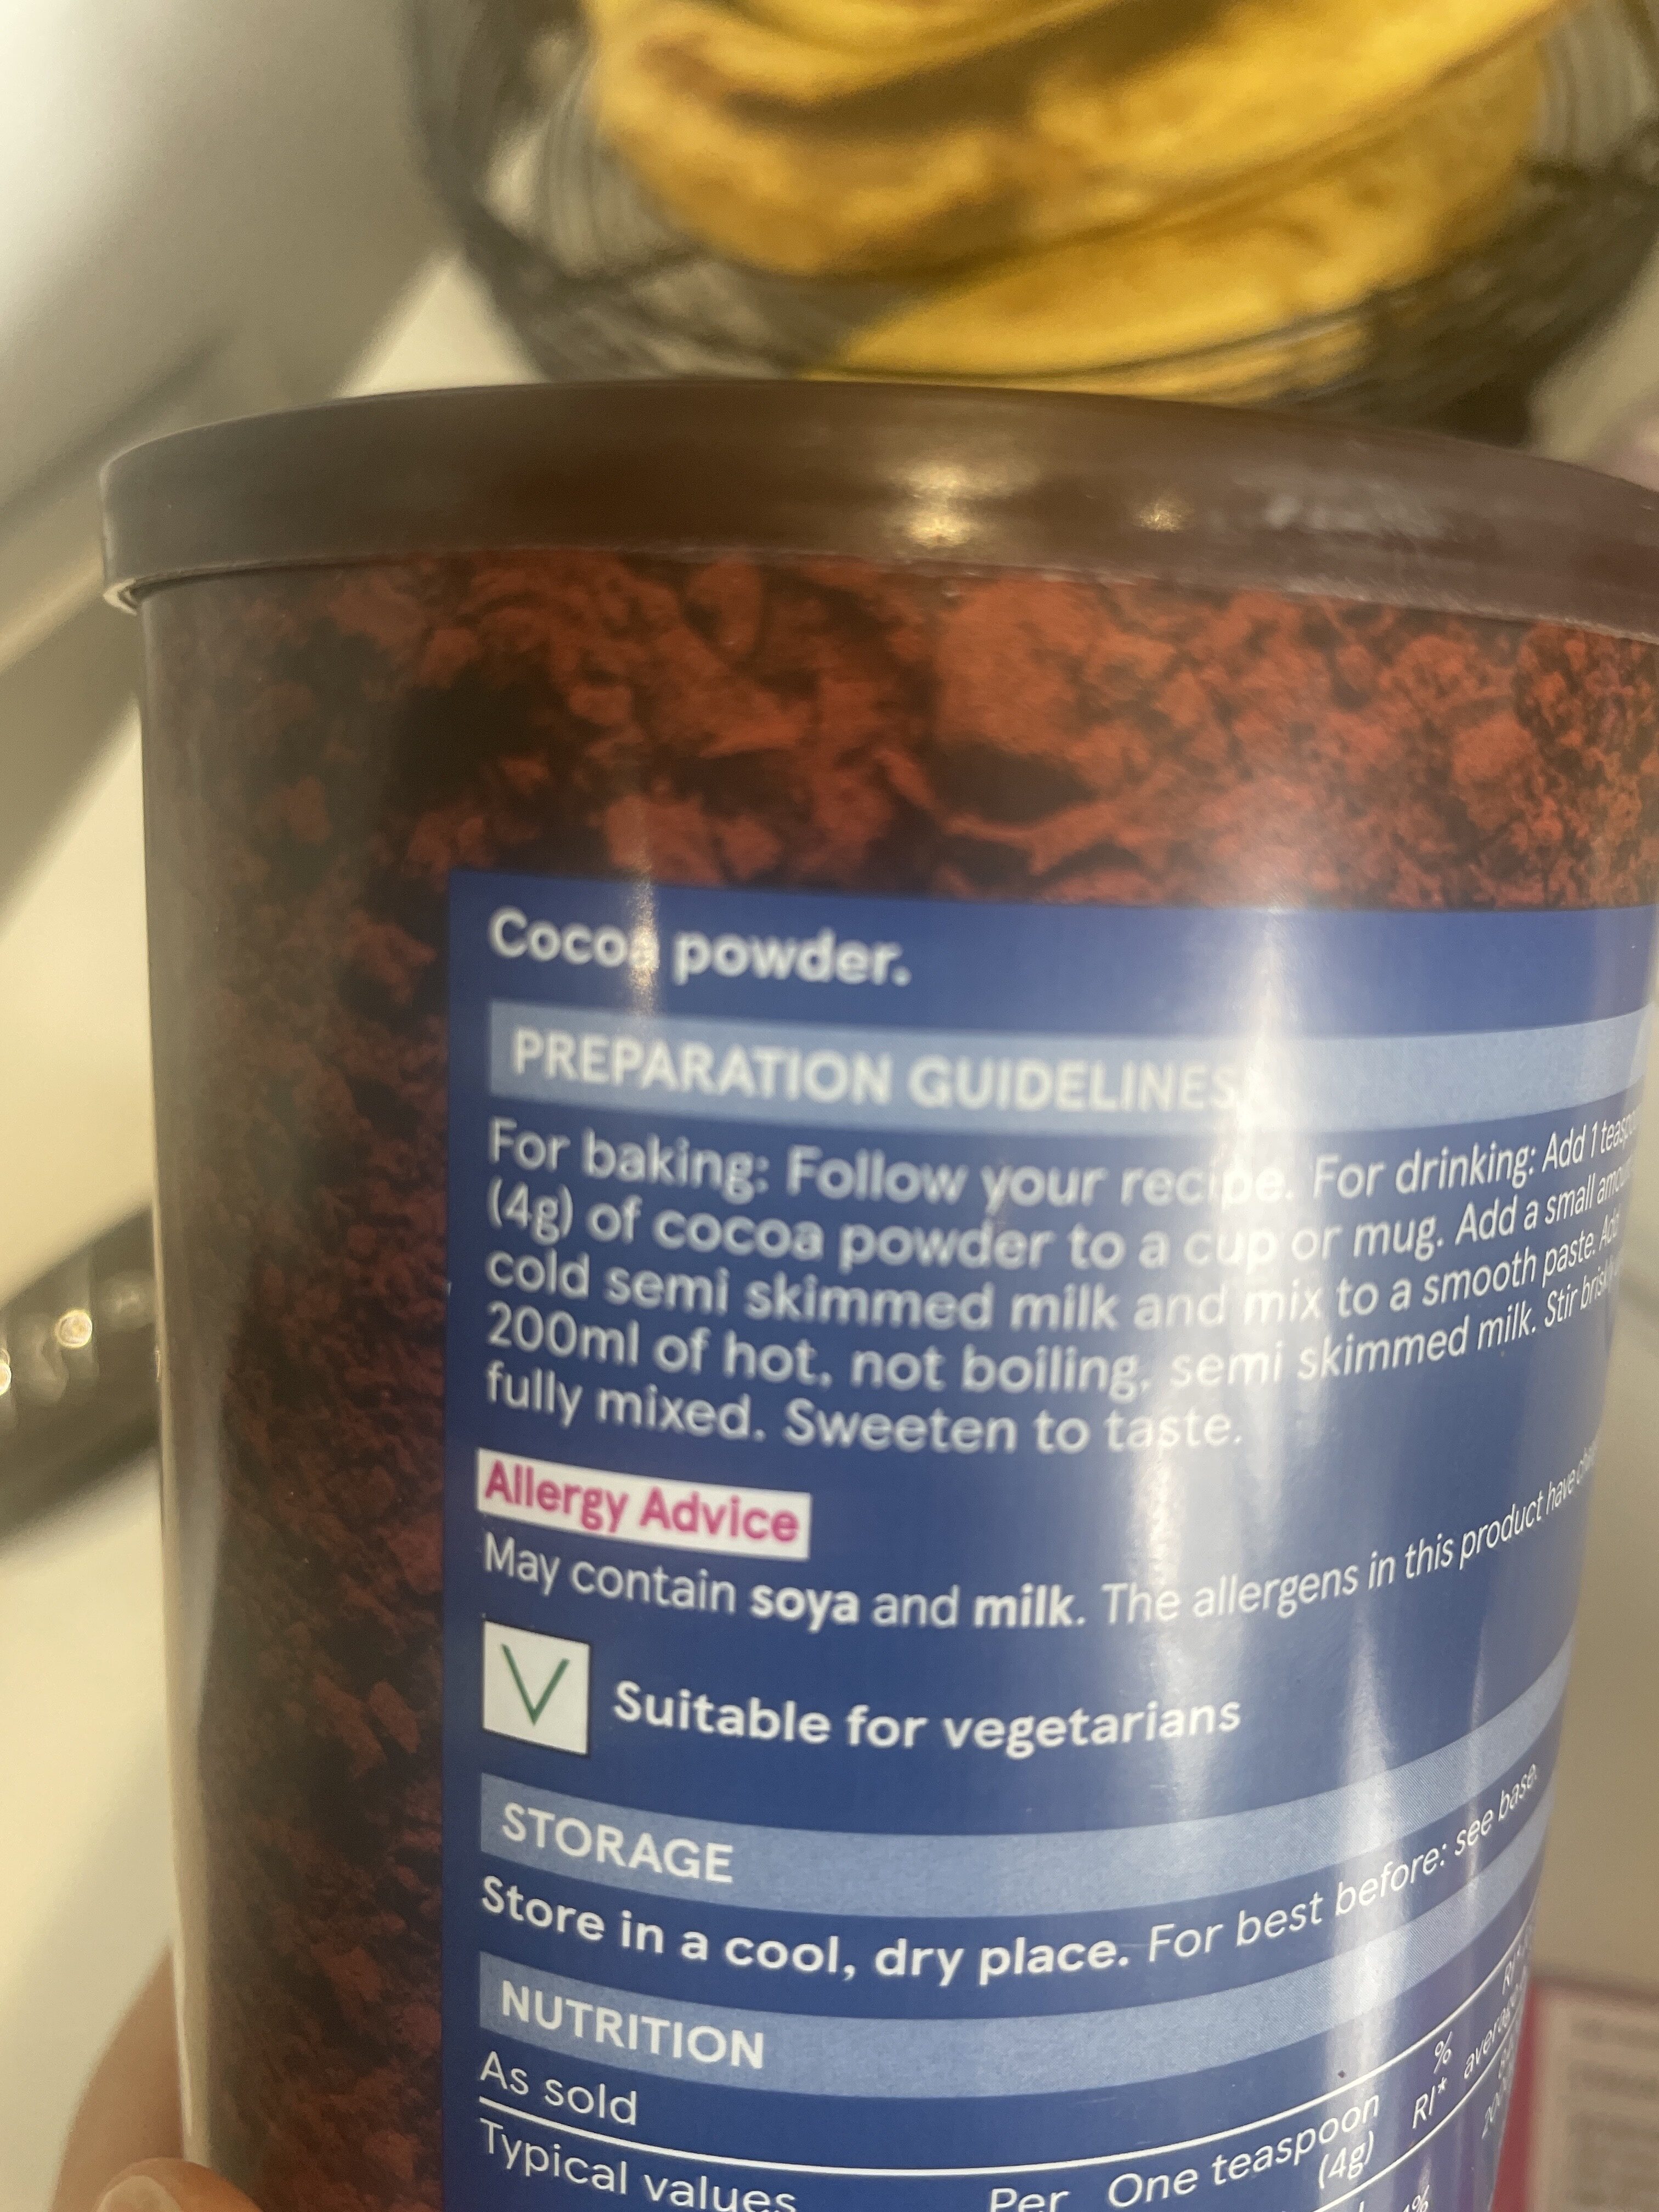 Cocoa powder.
PREPARATION GUIDELINES
For baking: Follow your recipe. For drinking: Add 1
(4g) of cocoa powder to a cup or mug. Add a small
cold semi skimmed milk and mix to a smooth paste. Add
200ml of hot, not boiling, semi skimmed milk. Stir
fully mixed. Sweeten to taste.
Allergy Advice
May contain soya and milk. The allergens in this product have
V
Suitable for vegetarians
STORAGE
Store in a cool, dry place. For best before: see base.
NUTRITION
As sold
Typical values Per One teaspoon (4g) % RI*